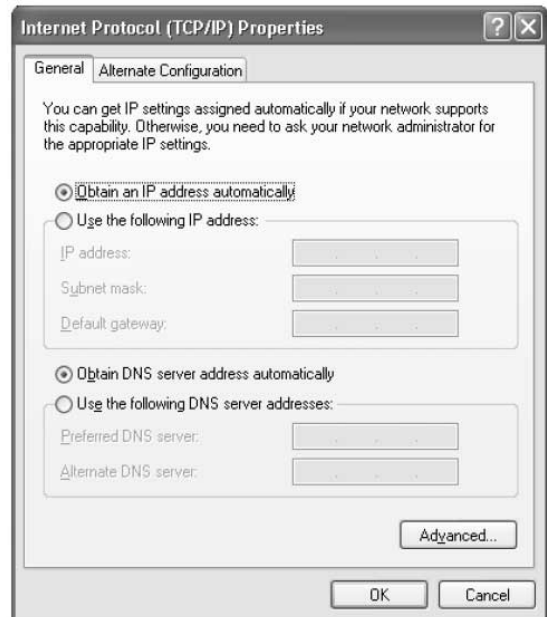 Internet Protocol (TCP/IP) Properties
General
Alternate Configuration
You can get IP settings assigned automatically if your network supports
this capability. Otherwise, you need to ask your network administrator for
the appropriate IP settings.
Obtain an IP address automatically
Use the following IP address:
IP address:
Subnet mask:
Default gateway:
Obtain DNS server address automatically
Use the following DNS server addresses:
Preferred DNS server:
Alternate DNS server:
Advanced...
OK
Cancel